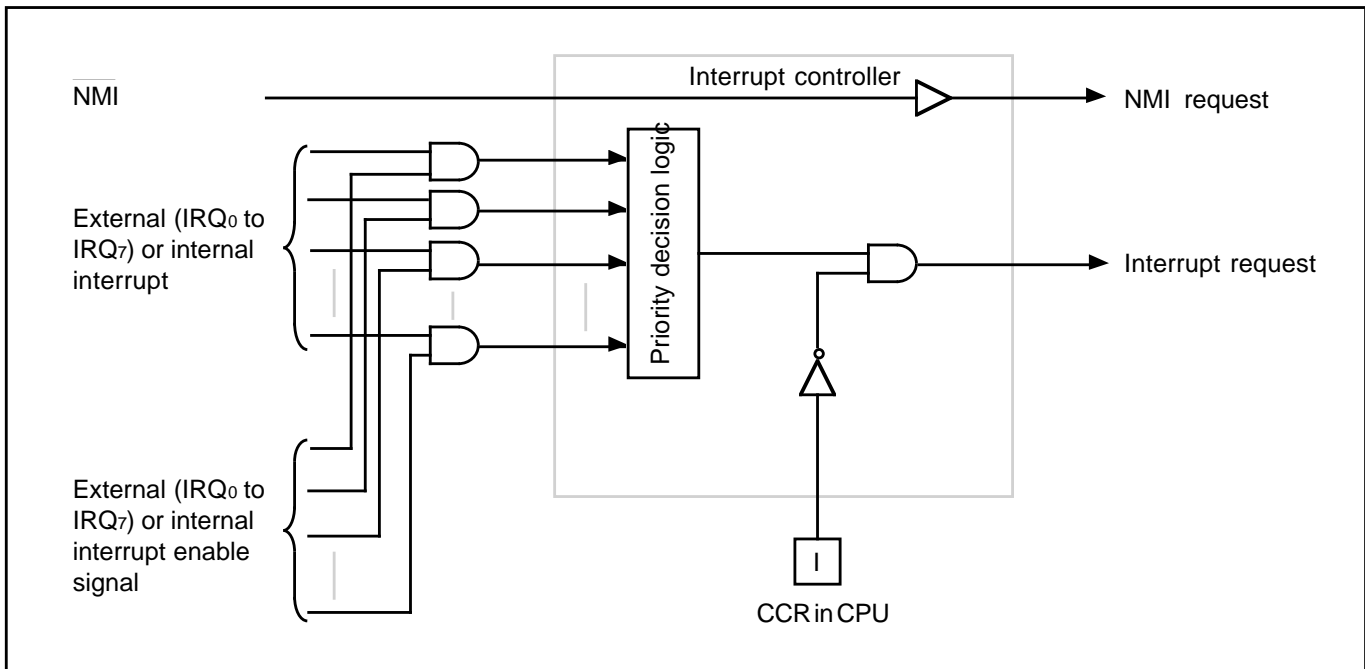 Interrupt controller
N̅M̅I̅
NMI request
Priority decision logic
External (IRQ₀ to
IRQ₇) or internal
interrupt
Interrupt request
External (IRQ₀ to
IRQ₇) or internal
interrupt enable
signal
I
CCR in CPU